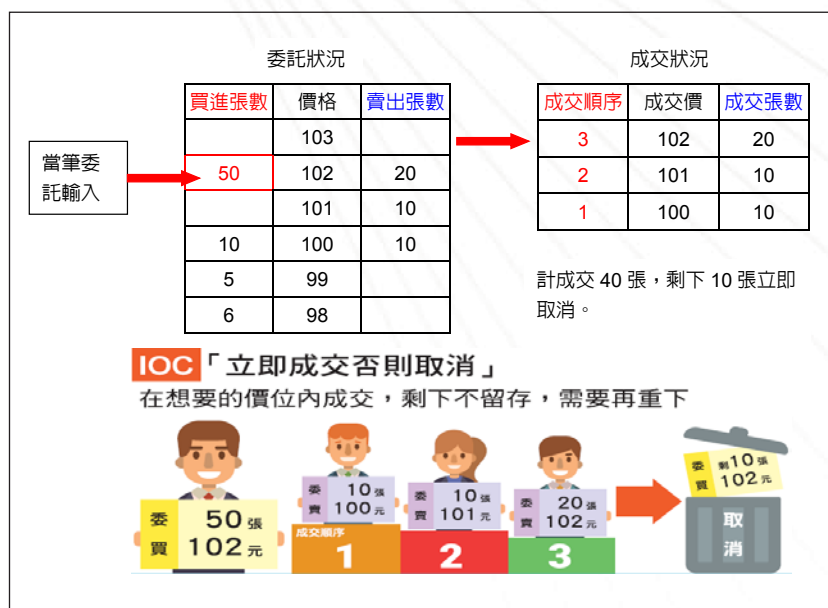 委託狀況
買進張數 價格 賣出張數
103
50 102 20
101 10
10 100 10
5 99
6 98
當筆委
託輸入
成交狀況
成交順序 成交價 成交張數
3 102 20
2 101 10
1 100 10
計成交 40 張，剩下 10 張立即
取消。
IOC「立即成交否則取消」
在想要的價位內成交，剩下不留存，需要再重下
委買 50張 102元
委賣 10張 100元
成交順序
1
委賣 10張 101元
2
委賣 20張 102元
3
委買 剩10張 102元
取消